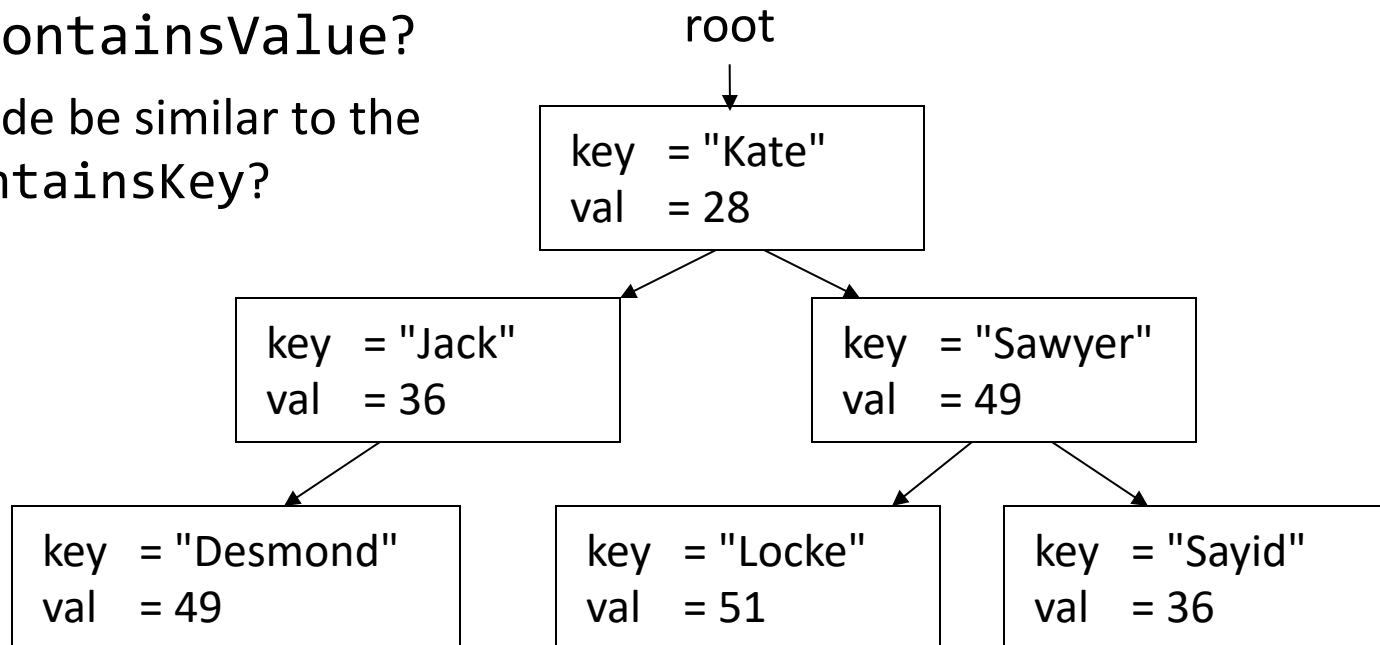 ontainsValue?
de be similar to the
ntainsKey?
root
key = "Kate"
val = 28
key = "Jack"
val = 36
key = "Sawyer"
val = 49
key = "Desmond"
val = 49
key = "Locke"
val = 51
key = "Sayid"
val = 36